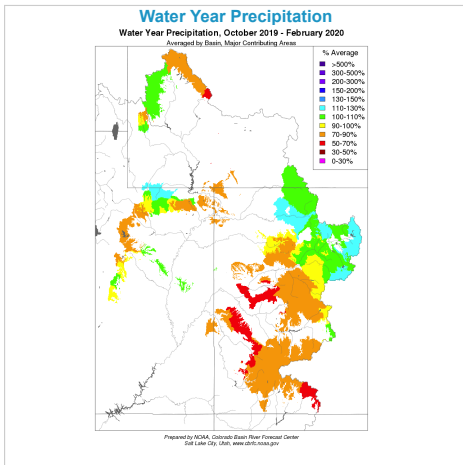 Water Year Precipitation
Water Year Precipitation, October 2019 - February 2020
Averaged by Basin, Major Contributing Areas
% Average
>500%
300-500%
200-300%
150-200%
130-150%
110-130%
100-110%
90-100%
70-90%
50-70%
30-50%
0-30%
Prepared by NOAA, Colorado Basin River Forecast Center
Salt Lake City, Utah, www.cbrfc.noaa.gov